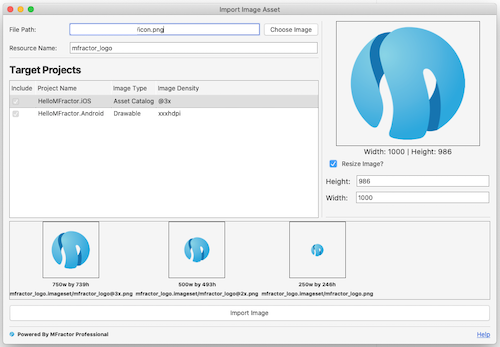 Import Image Asset
File Path:
!icon.png
Choose Image
Resource Name:
mfractor_logo
Target Projects
Include Project Name Image Type Image Density
HelloMFractor.iOS Asset Catalog @3x
HelloMFractor.Android Drawable xxxhdpi
Width: 1000 | Height: 986
Resize Image?
Height: 986
Width: 1000
750w by 739h
mfractor_logo.imageset/mfractor_logo@3x.png
500w by 493h
mfractor_logo.imageset/mfractor_logo@2x.png
250w by 246h
mfractor_logo.imageset/mfractor_logo.png
Import Image
Powered By MFractor Professional
Help